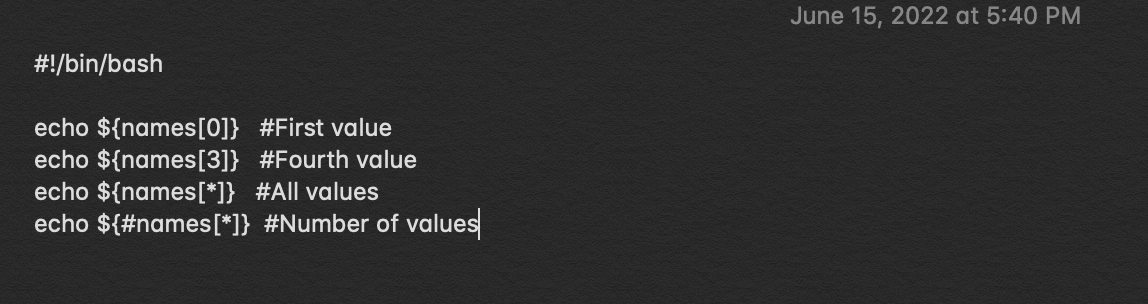 June 15, 2022 at 5:40 PM
#!/bin/bash
echo ${names[0]} #First value
echo ${names[3]} #Fourth value
echo ${names[*]} #All values
echo ${#names[*]} #Number of values